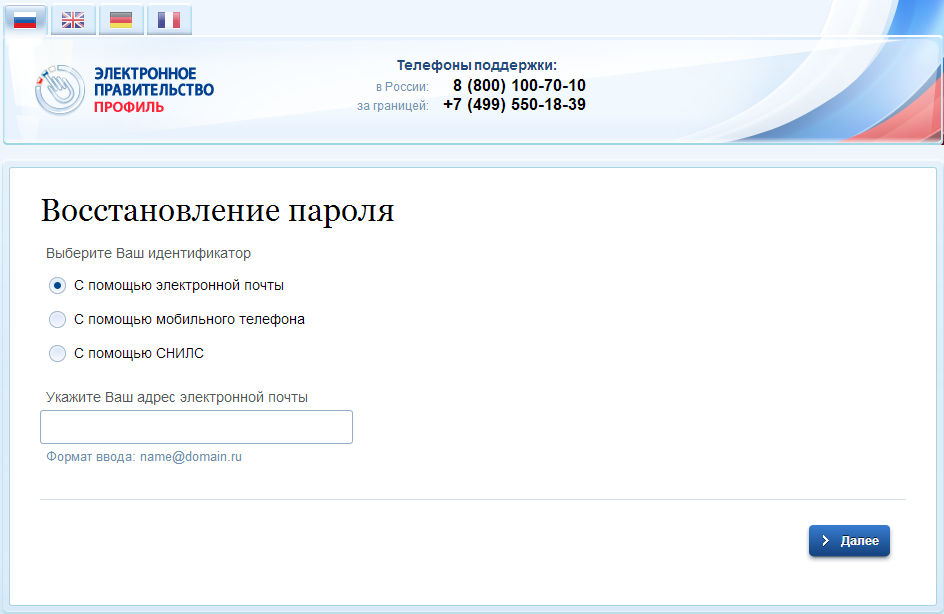 ЭЛЕКТРОННОЕ
ПРАВИТЕЛЬСТВО
ПРОФИЛЬ
Телефоны поддержки:
в России: 8 (800) 100-70-10
за границей: +7 (499) 550-18-39
Восстановление пароля
Выберите Ваш идентификатор
С помощью электронной почты
С помощью мобильного телефона
С помощью СНИЛС
Укажите Ваш адрес электронной почты
Формат ввода: name@domain.ru
Далее